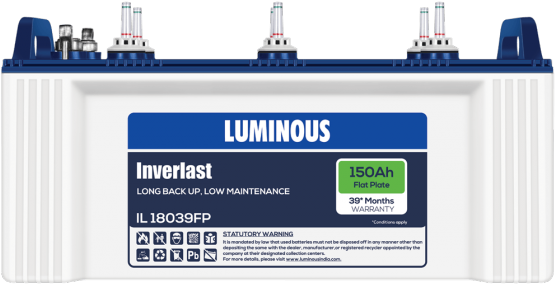 LUMINOUS
Inverlast
LONG BACK UP, LOW MAINTENANCE
150Ah
Flat Plate
39* Months
WARRANTY
*Conditions apply
IL 18039FP
STATUTORY WARNING
It is mandated by law that used batteries must not be disposed off in any manner other than
depositing the same with the dealer, manufacturer, or registered recycler appointed by the
company at their designated collection centers.
For more details, please visit www.luminousindia.com.
Pb